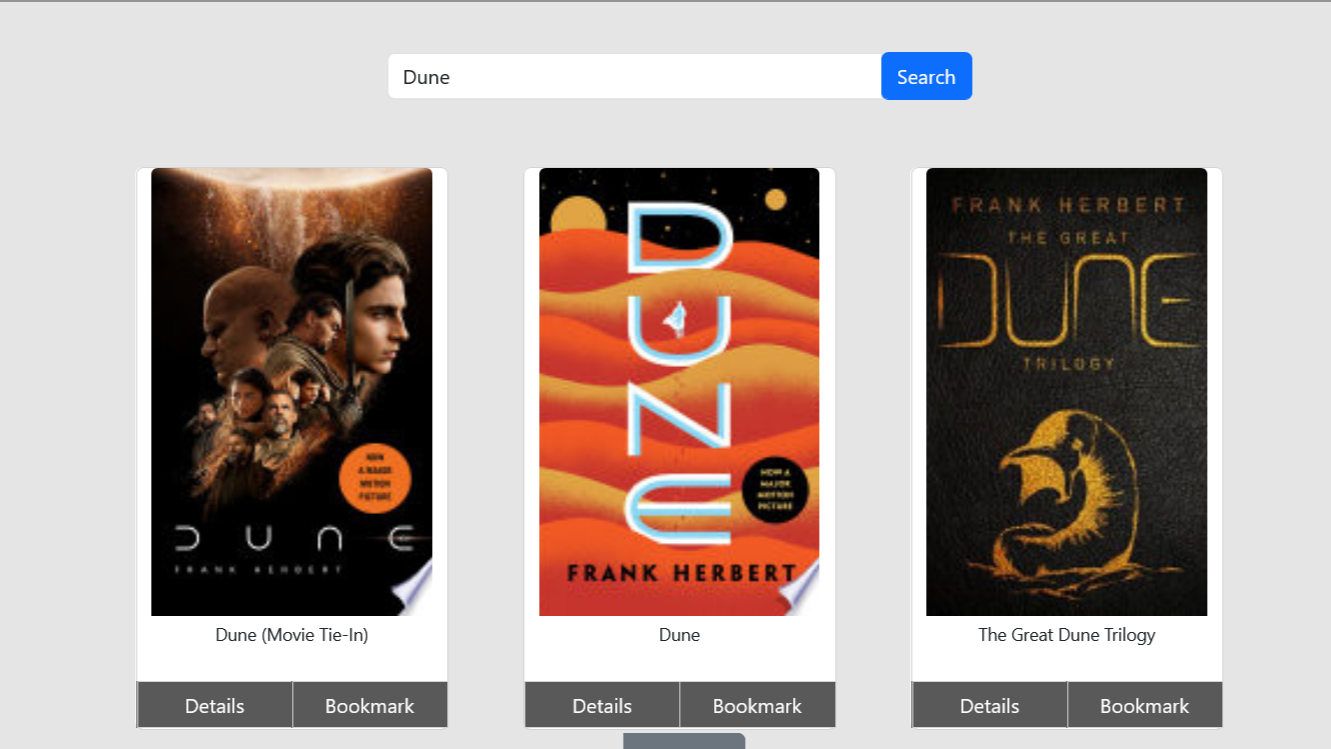 Dune
Search
NOW
A MAJOR
MOTION
PICTURE
DUNE
FRANK HERBERT
Dune (Movie Tie-In)
Details
Bookmark
DUNE
NOW A
MAJOR
MOTION
PICTURE
FRANK HERBERT
Dune
Details
Bookmark
FRANK HERBERT
THE GREAT
DUNE
TRILOGY
The Great Dune Trilogy
Details
Bookmark